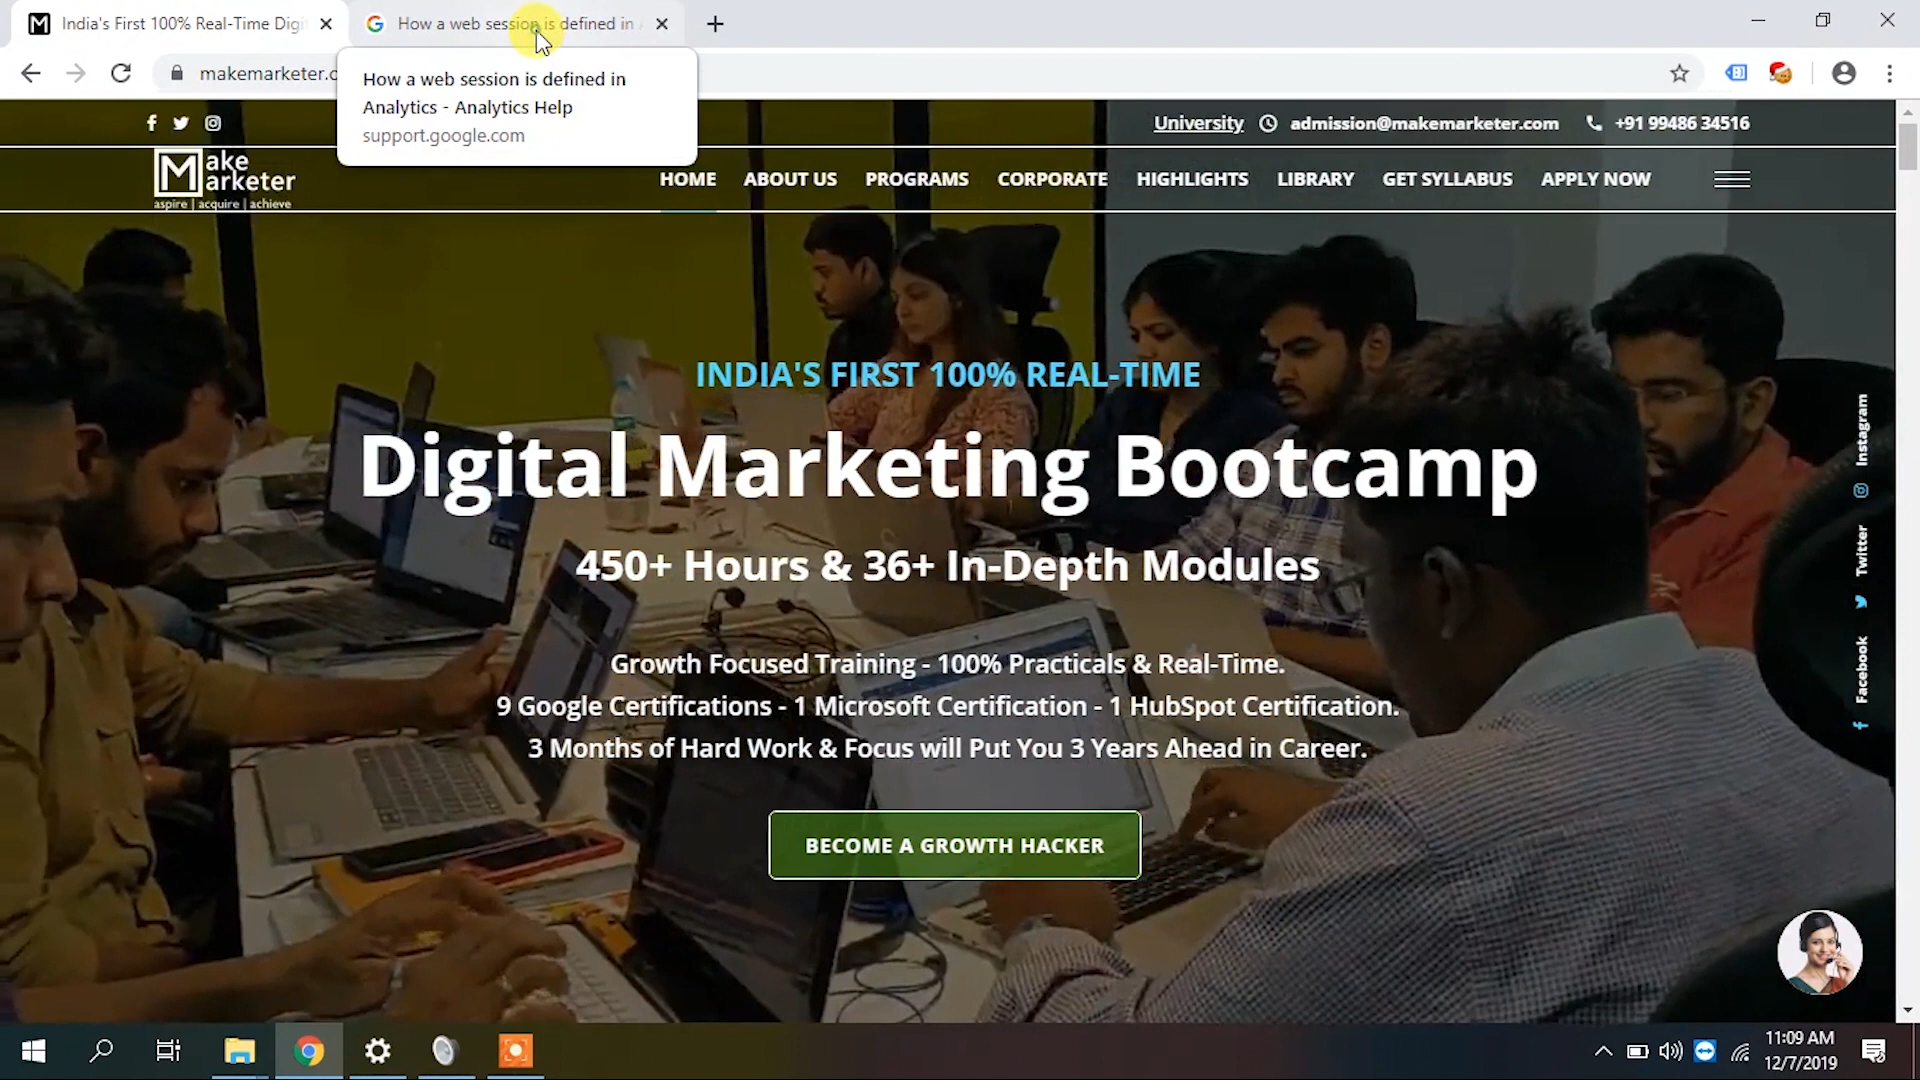 India's First 100% Real-Time Digi
How a web session is defined in
makemarketer.c
How a web session is defined in
Analytics - Analytics Help
support.google.com
University
admission@makemarketer.com
+91 99486 34516
Make
Marketer
aspire | acquire | achieve
HOME
ABOUT US
PROGRAMS
CORPORATE
HIGHLIGHTS
LIBRARY
GET SYLLABUS
APPLY NOW
INDIA'S FIRST 100% REAL-TIME
Digital Marketing Bootcamp
450+ Hours & 36+ In-Depth Modules
Growth Focused Training - 100% Practicals & Real-Time.
9 Google Certifications - 1 Microsoft Certification - 1 HubSpot Certification.
3 Months of Hard Work & Focus will Put You 3 Years Ahead in Career.
BECOME A GROWTH HACKER
Instagram
Twitter
Facebook
11:09 AM
12/7/2019